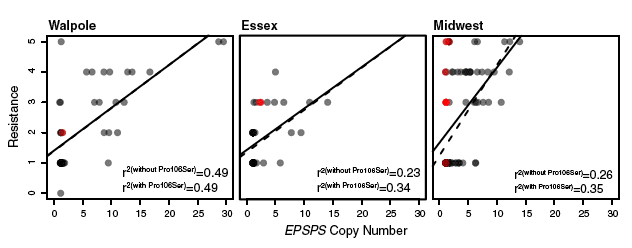 Walpole
Essex
Midwest
Resistance
5
4
3
2
1
0
r2(without Pro106Ser)=0.49
r2(with Pro106Ser)=0.49
r2(without Pro106Ser)=0.23
r2(with Pro106Ser)=0.34
r2(without Pro106Ser)=0.26
r2(with Pro106Ser)=0.35
0 5 10 15 20 25 30
0 5 10 15 20 25 30
0 5 10 15 20 25 30
EPSPS Copy Number